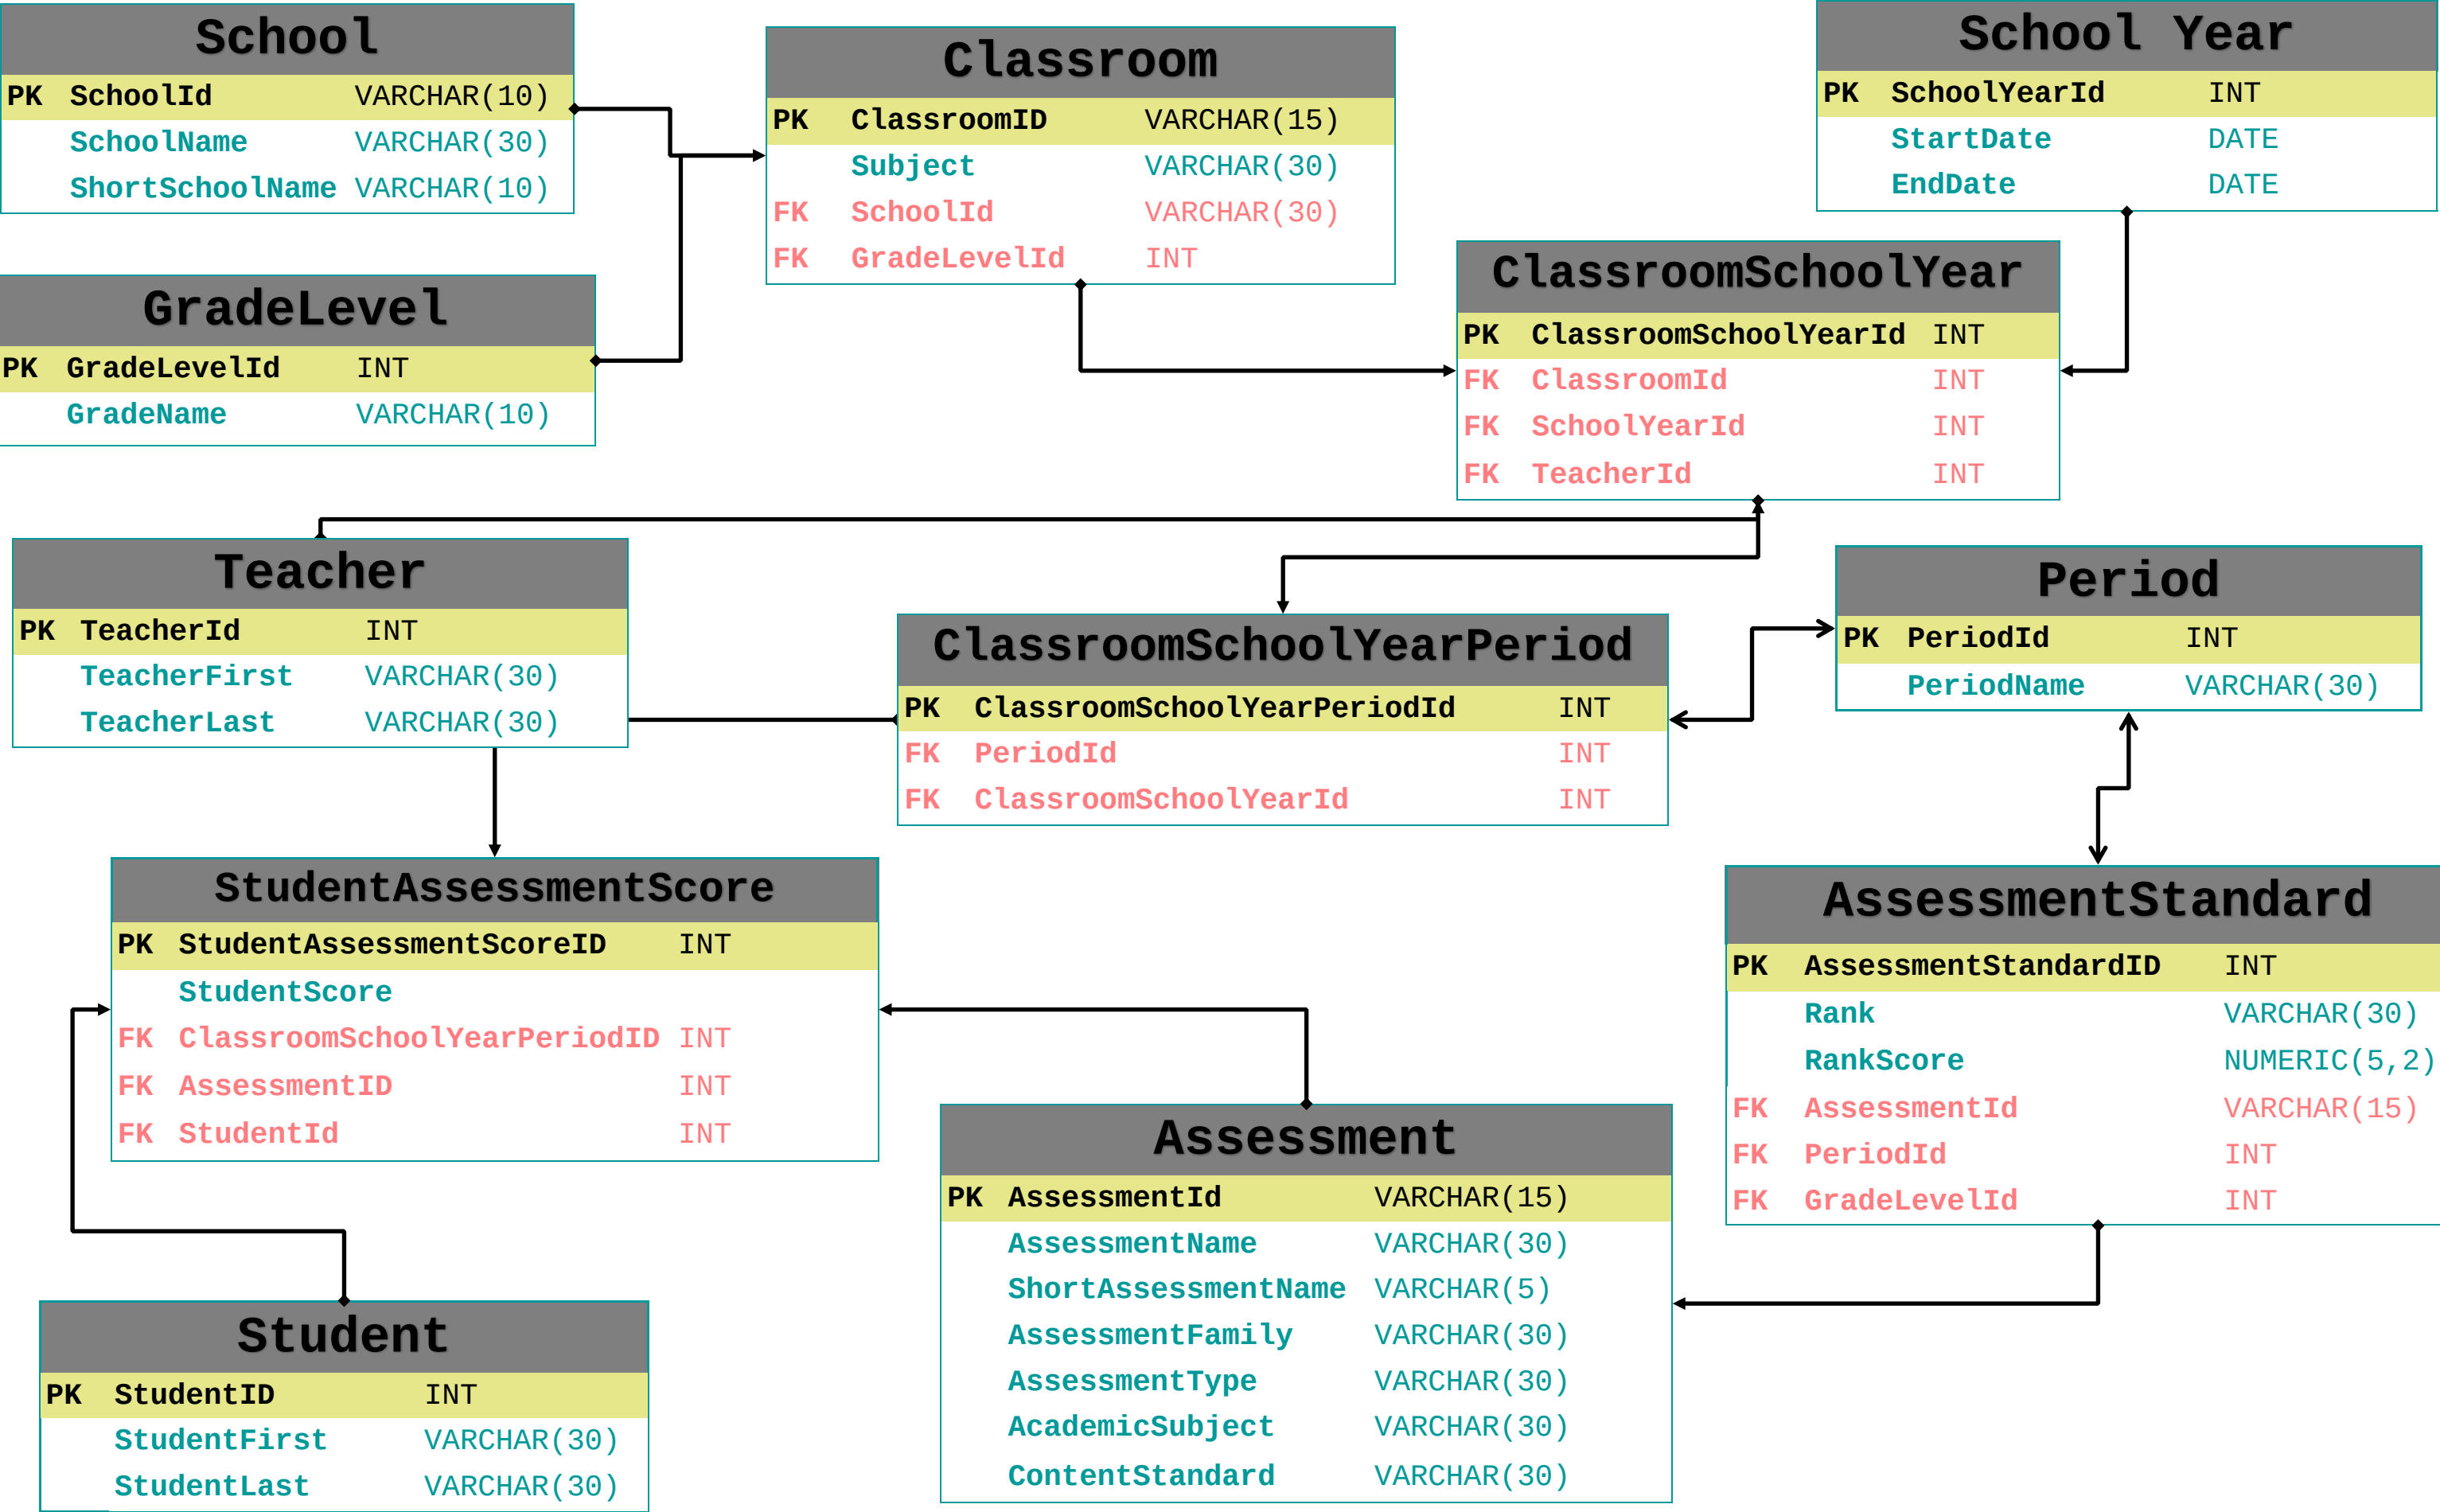 School
PK SchoolId VARCHAR(10)
SchoolName VARCHAR(30)
ShortSchoolName VARCHAR(10)
Classroom
PK ClassroomID VARCHAR(15)
Subject VARCHAR(30)
FK SchoolId VARCHAR(30)
FK GradeLevelId INT
School Year
PK SchoolYearId INT
StartDate DATE
EndDate DATE
GradeLevel
PK GradeLevelId INT
GradeName VARCHAR(10)
ClassroomSchoolYear
PK ClassroomSchoolYearId INT
FK ClassroomId INT
FK SchoolYearId INT
FK TeacherId INT
Teacher
PK TeacherId INT
TeacherFirst VARCHAR(30)
TeacherLast VARCHAR(30)
ClassroomSchoolYearPeriod
PK ClassroomSchoolYearPeriodId INT
FK PeriodId INT
FK ClassroomSchoolYearId INT
Period
PK PeriodId INT
PeriodName VARCHAR(30)
StudentAssessmentScore
PK StudentAssessmentScoreID INT
StudentScore
FK ClassroomSchoolYearPeriodID INT
FK AssessmentID INT
FK StudentId INT
AssessmentStandard
PK AssessmentStandardID INT
Rank VARCHAR(30)
RankScore NUMERIC(5,2)
FK AssessmentId VARCHAR(15)
FK PeriodId INT
FK GradeLevelId INT
Assessment
PK AssessmentId VARCHAR(15)
AssessmentName VARCHAR(30)
ShortAssessmentName VARCHAR(5)
AssessmentFamily VARCHAR(30)
AssessmentType VARCHAR(30)
AcademicSubject VARCHAR(30)
ContentStandard VARCHAR(30)
Student
PK StudentID INT
StudentFirst VARCHAR(30)
StudentLast VARCHAR(30)